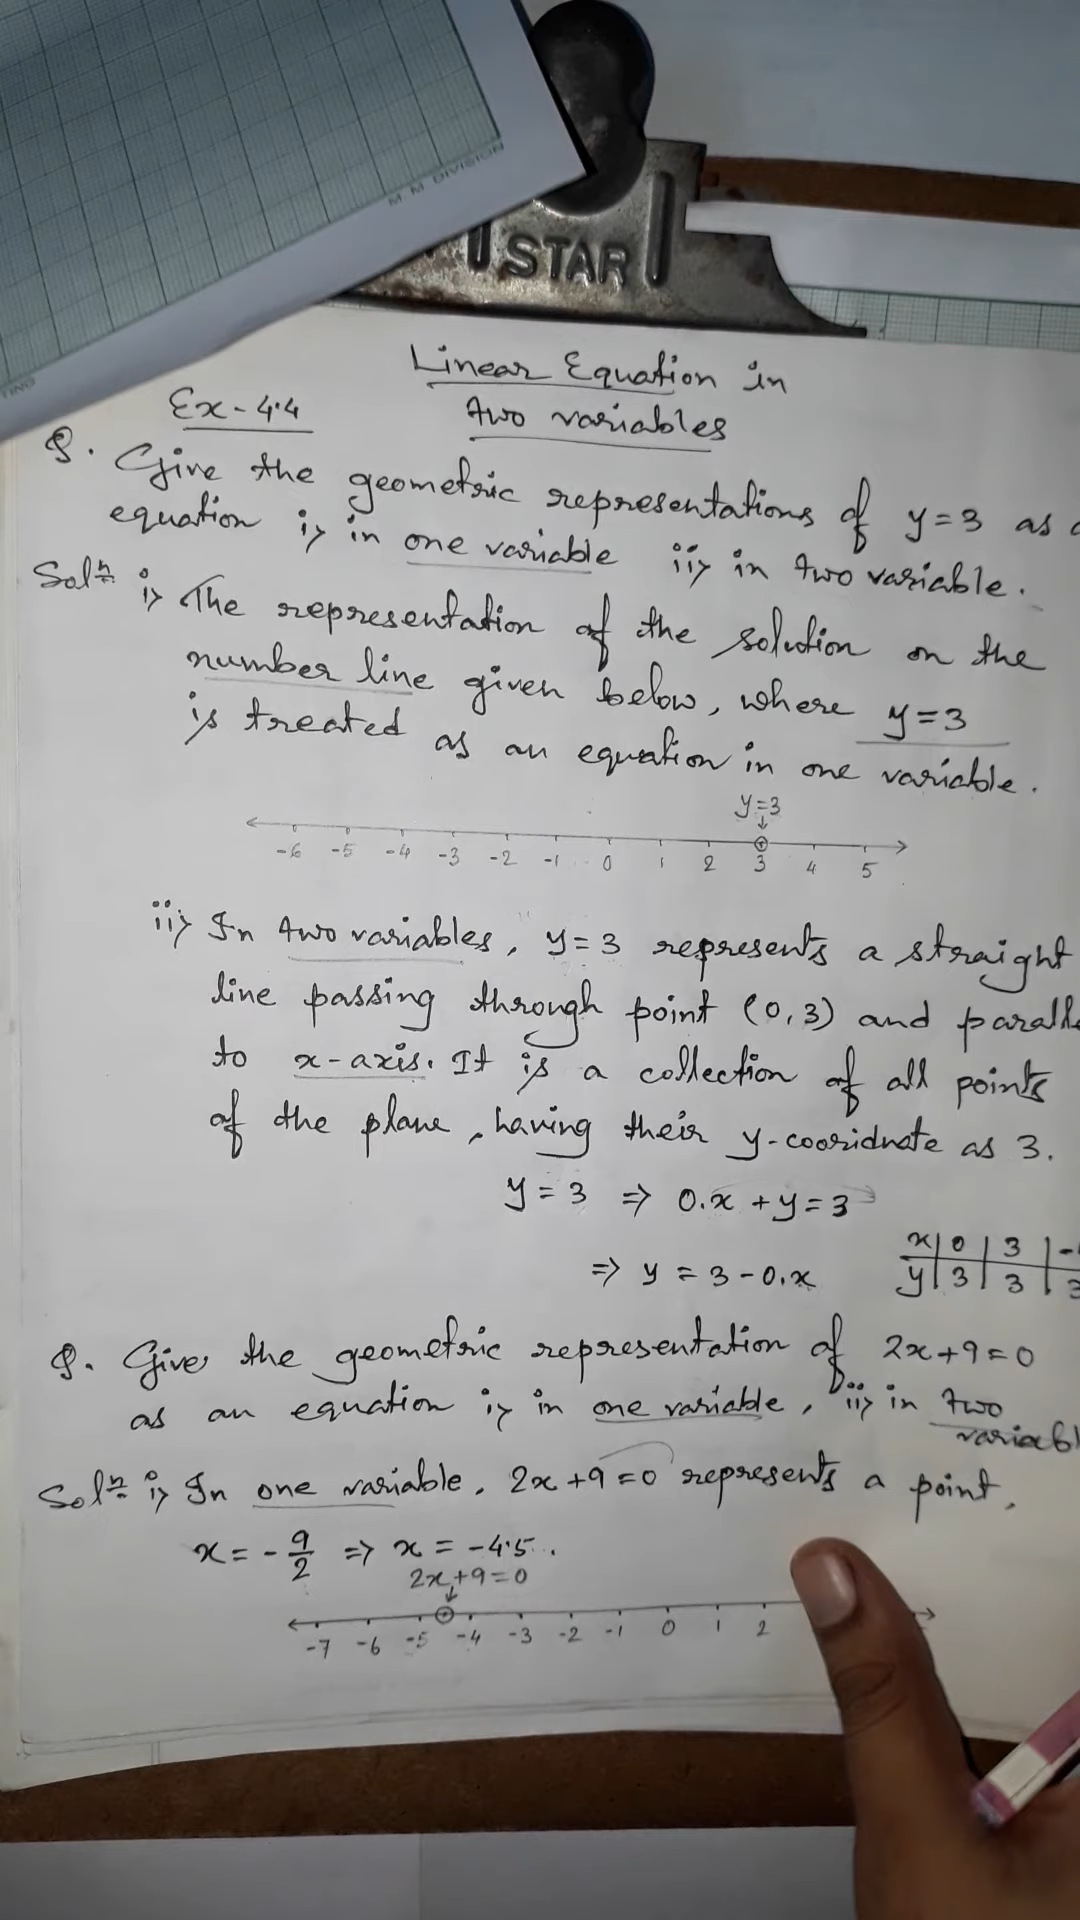 M.M. DIVISION
STAR
Linear Equation in
two variables
Ex-4.4
Q. Give the geometric representations of y=3 as
equation i> in one variable ii> in two variable.
Solⁿ i> The representation of the solution on the
number line given below, where y=3
is treated as an equation in one variable.
y=3
-6 -5 -4 -3 -2 -1 0 1 2 3 4 5
ii> In two variables, y=3 represents a straight
line passing through point (0,3) and paralle
to x-axis. It is a collection of all points
of the plane, having their y-cooridnate as 3.
y = 3 => 0.x + y = 3
=> y = 3 - 0.x
x | 0 | 3 | -
y | 3 | 3 | 3
Q. Give the geometric representation of 2x+9=0
as an equation i> in one variable, ii> in two
variabl
Solⁿ i> In one variable, 2x+9=0 represents a point,
x = -9/2 => x = -4.5..
2x+9=0
-7 -6 -5 -4 -3 -2 -1 0 1 2